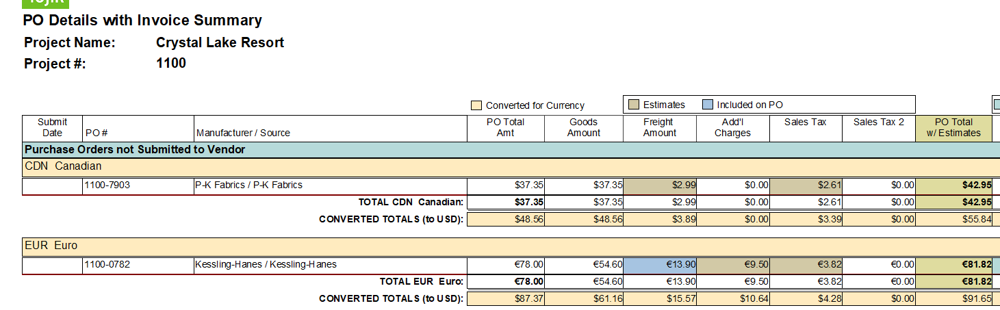 PO Details with Invoice Summary
Project Name: Crystal Lake Resort
Project #: 1100
Converted for Currency Estimates Included on PO
Submit Date PO # Manufacturer / Source PO Total Amt Goods Amount Freight Amount Add'l Charges Sales Tax Sales Tax 2 PO Total w/ Estimates
Purchase Orders not Submitted to Vendor
CDN Canadian
1100-7903 P-K Fabrics / P-K Fabrics $37.35 $37.35 $2.99 $0.00 $2.61 $0.00 $42.95
TOTAL CDN Canadian: $37.35 $37.35 $2.99 $0.00 $2.61 $0.00 $42.95
CONVERTED TOTALS (to USD): $48.56 $48.56 $3.89 $0.00 $3.39 $0.00 $55.84
EUR Euro
1100-0782 Kessling-Hanes / Kessling-Hanes €78.00 €54.60 €13.90 €9.50 €3.82 €0.00 €81.82
TOTAL EUR Euro: €78.00 €54.60 €13.90 €9.50 €3.82 €0.00 €81.82
CONVERTED TOTALS (to USD): $87.37 $61.16 $15.57 $10.64 $4.28 $0.00 $91.65